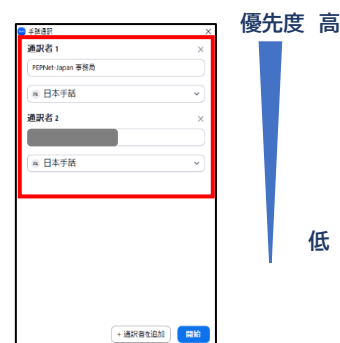 優先度 高
手話通訳
通訳者 1
PEPNet-Japan 事務局
日本手話
通訳者 2
日本手話
低
+ 通訳者を追加
開始